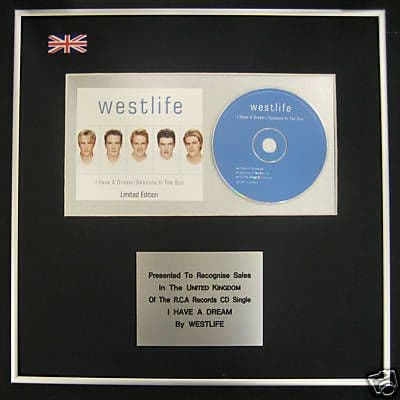 westlife
I Have A Dream/Seasons In The Sun
Limited Edition
westlife
I Have A Dream/Seasons In The Sun
Presented To Recognise Sales
In The UNITED KINGDOM
Of The R.C.A Records CD Single
I HAVE A DREAM
By WESTLIFE